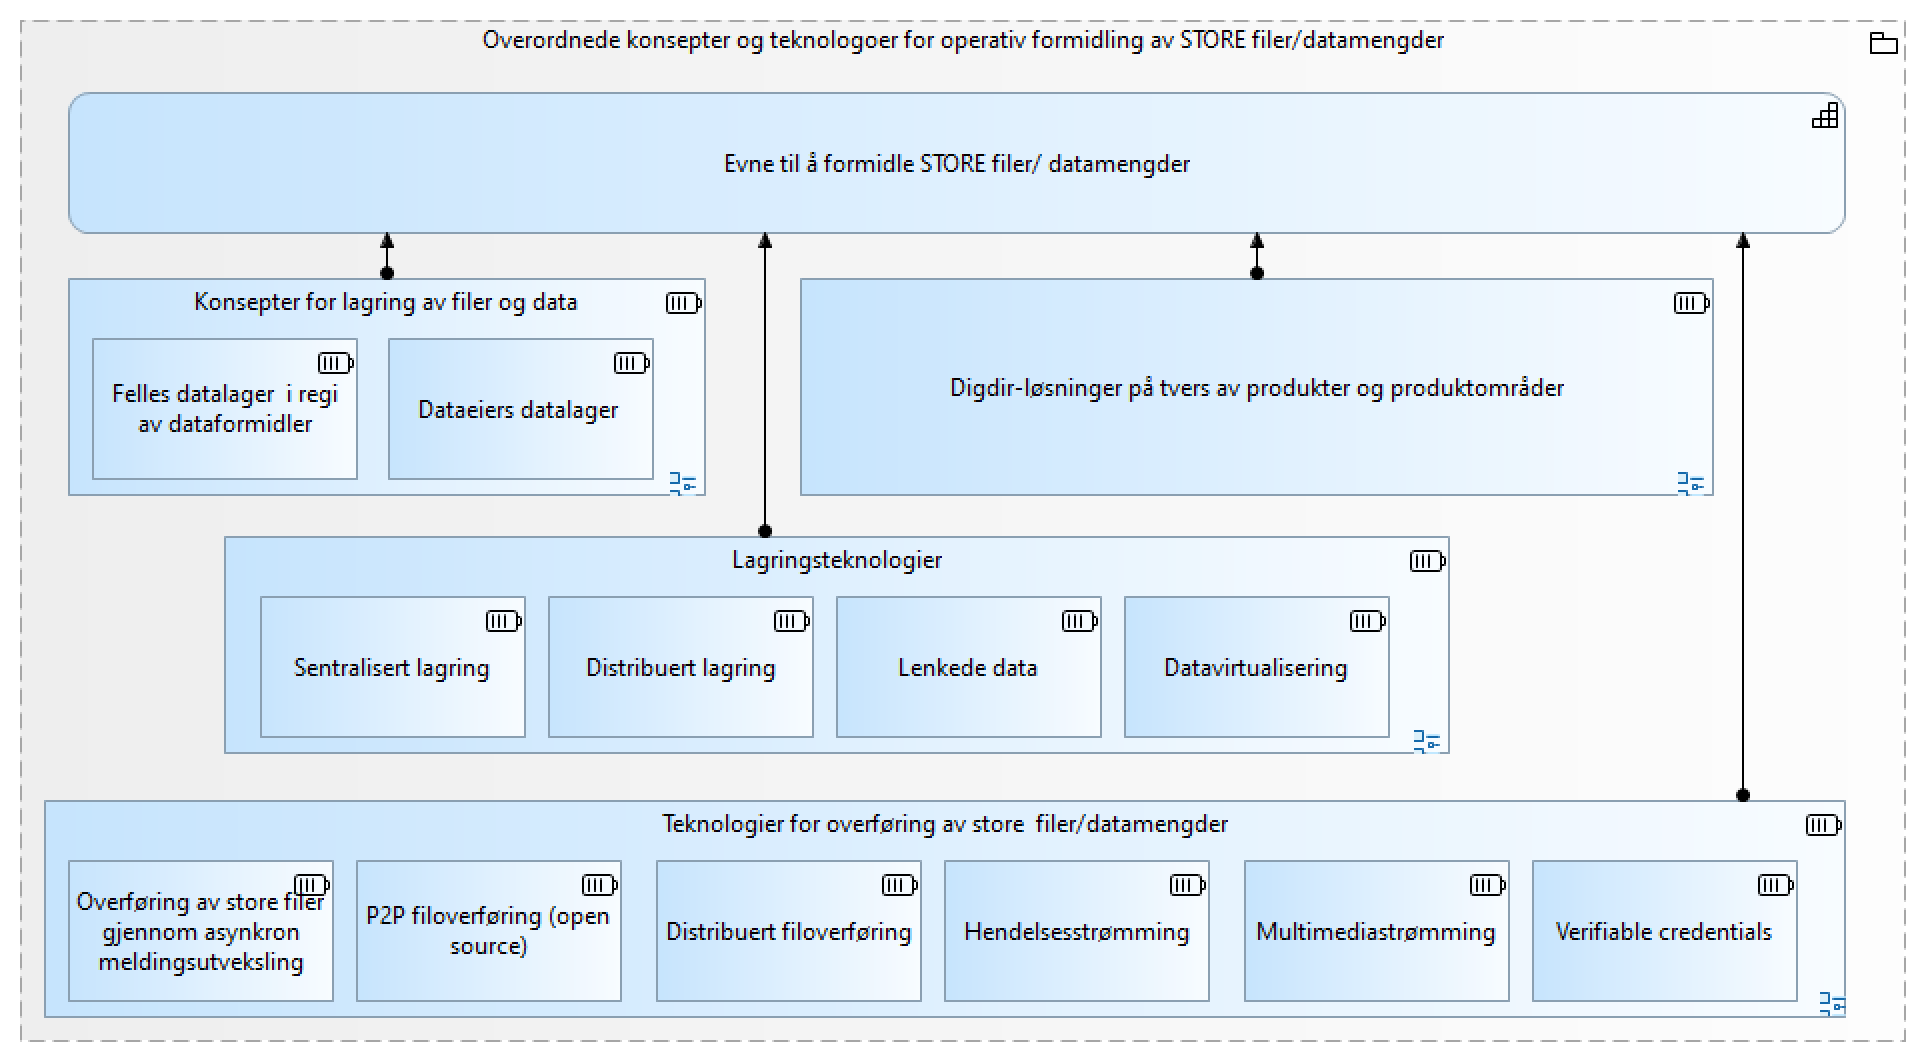 Overordnede konsepter og teknologoer for operativ formidling av STORE filer/datamengder
Evne til å formidle STORE filer/ datamengder
Konsepter for lagring av filer og data
Felles datalager  i regi
av dataformidler
Dataeiers datalager
Digdir-løsninger på tvers av produkter og produktområder
Lagringsteknologier
Sentralisert lagring
Distribuert lagring
Lenkede data
Datavirtualisering
Teknologier for overføring av store  filer/datamengder
Overføring av store filer
gjennom asynkron
meldingsutveksling
P2P filoverføring (open
source)
Distribuert filoverføring
Hendelsesstrømming
Multimediastrømming
Verifiable credentials